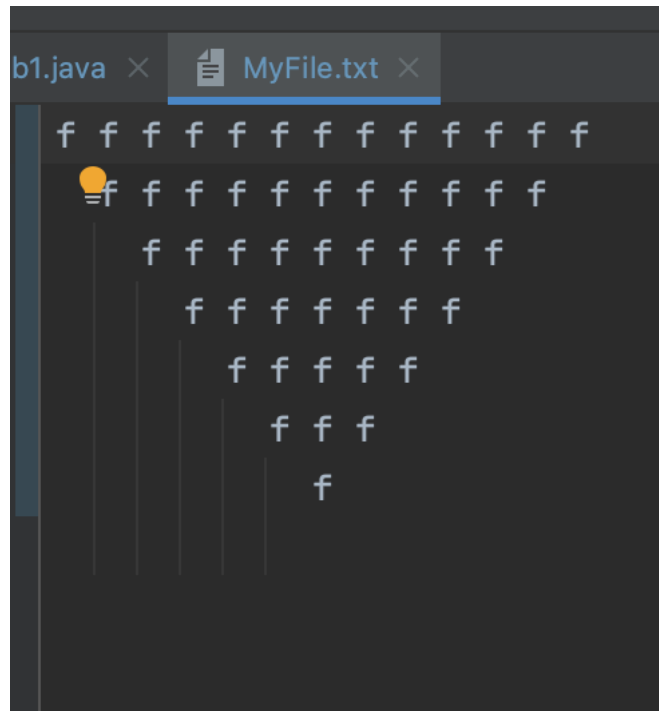 b1.java × MyFile.txt ×
f f f f f f f f f f f f f
f f f f f f f f f f f
f f f f f f f f f
f f f f f f f
f f f f f
f f f
f